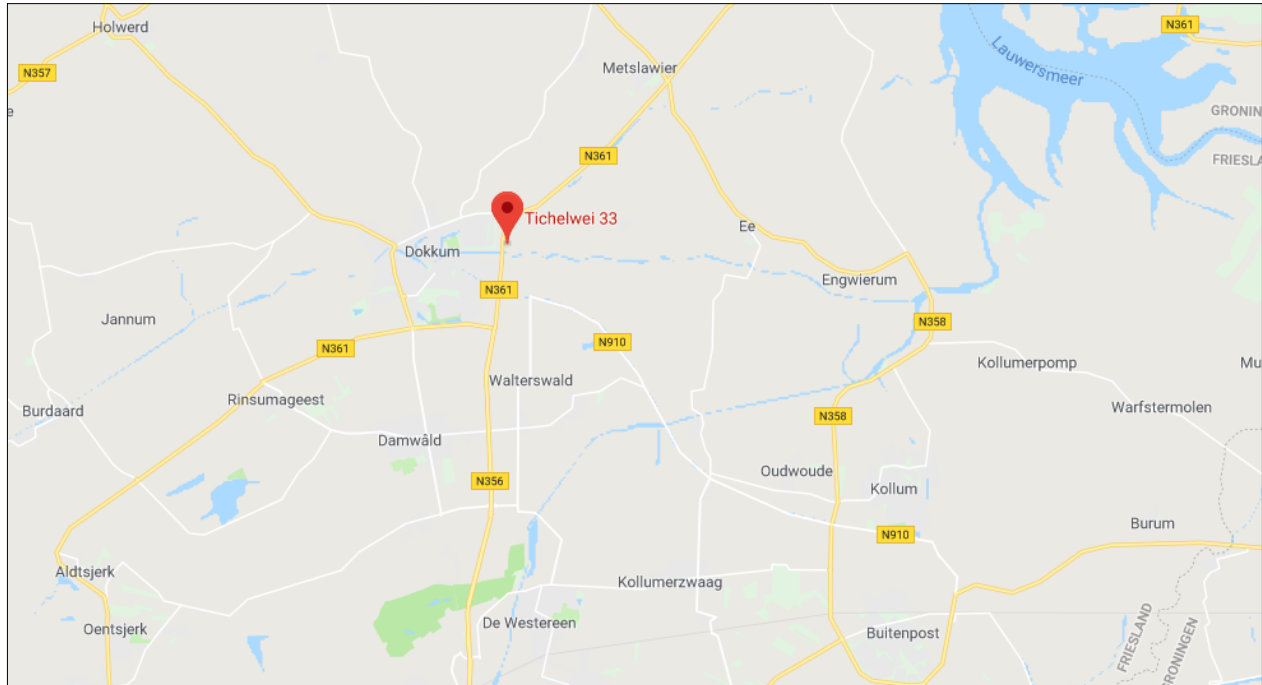 Holwerd
N361
N357
Lauwersmeer
Metslawier
e
GRONIN
N361
FRIESLA
Tichelwei 33
Ee
Dokkum
Engwierum
N361
Jannum
N358
N361
N910
Kollumerpomp
Mu
Walterswald
Rinsumageest
Burdaard
Warfstermolen
N358
Damwâld
Oudwoude
N356
Kollum
Burum
N910
Aldtsjerk
Kollumerzwaag
De Westereen
Oentsjerk
Buitenpost
FRIESLAND
GRONINGEN